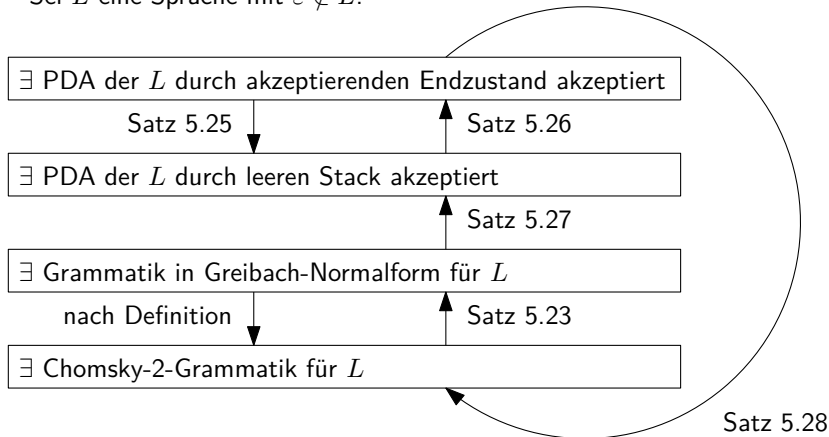 Sei L eine Sprache mit ε ∉ L.
∃ PDA der L durch akzeptierenden Endzustand akzeptiert
Satz 5.25 Satz 5.26
∃ PDA der L durch leeren Stack akzeptiert
Satz 5.27
∃ Grammatik in Greibach-Normalform für L
nach Definition Satz 5.23
∃ Chomsky-2-Grammatik für L
Satz 5.28